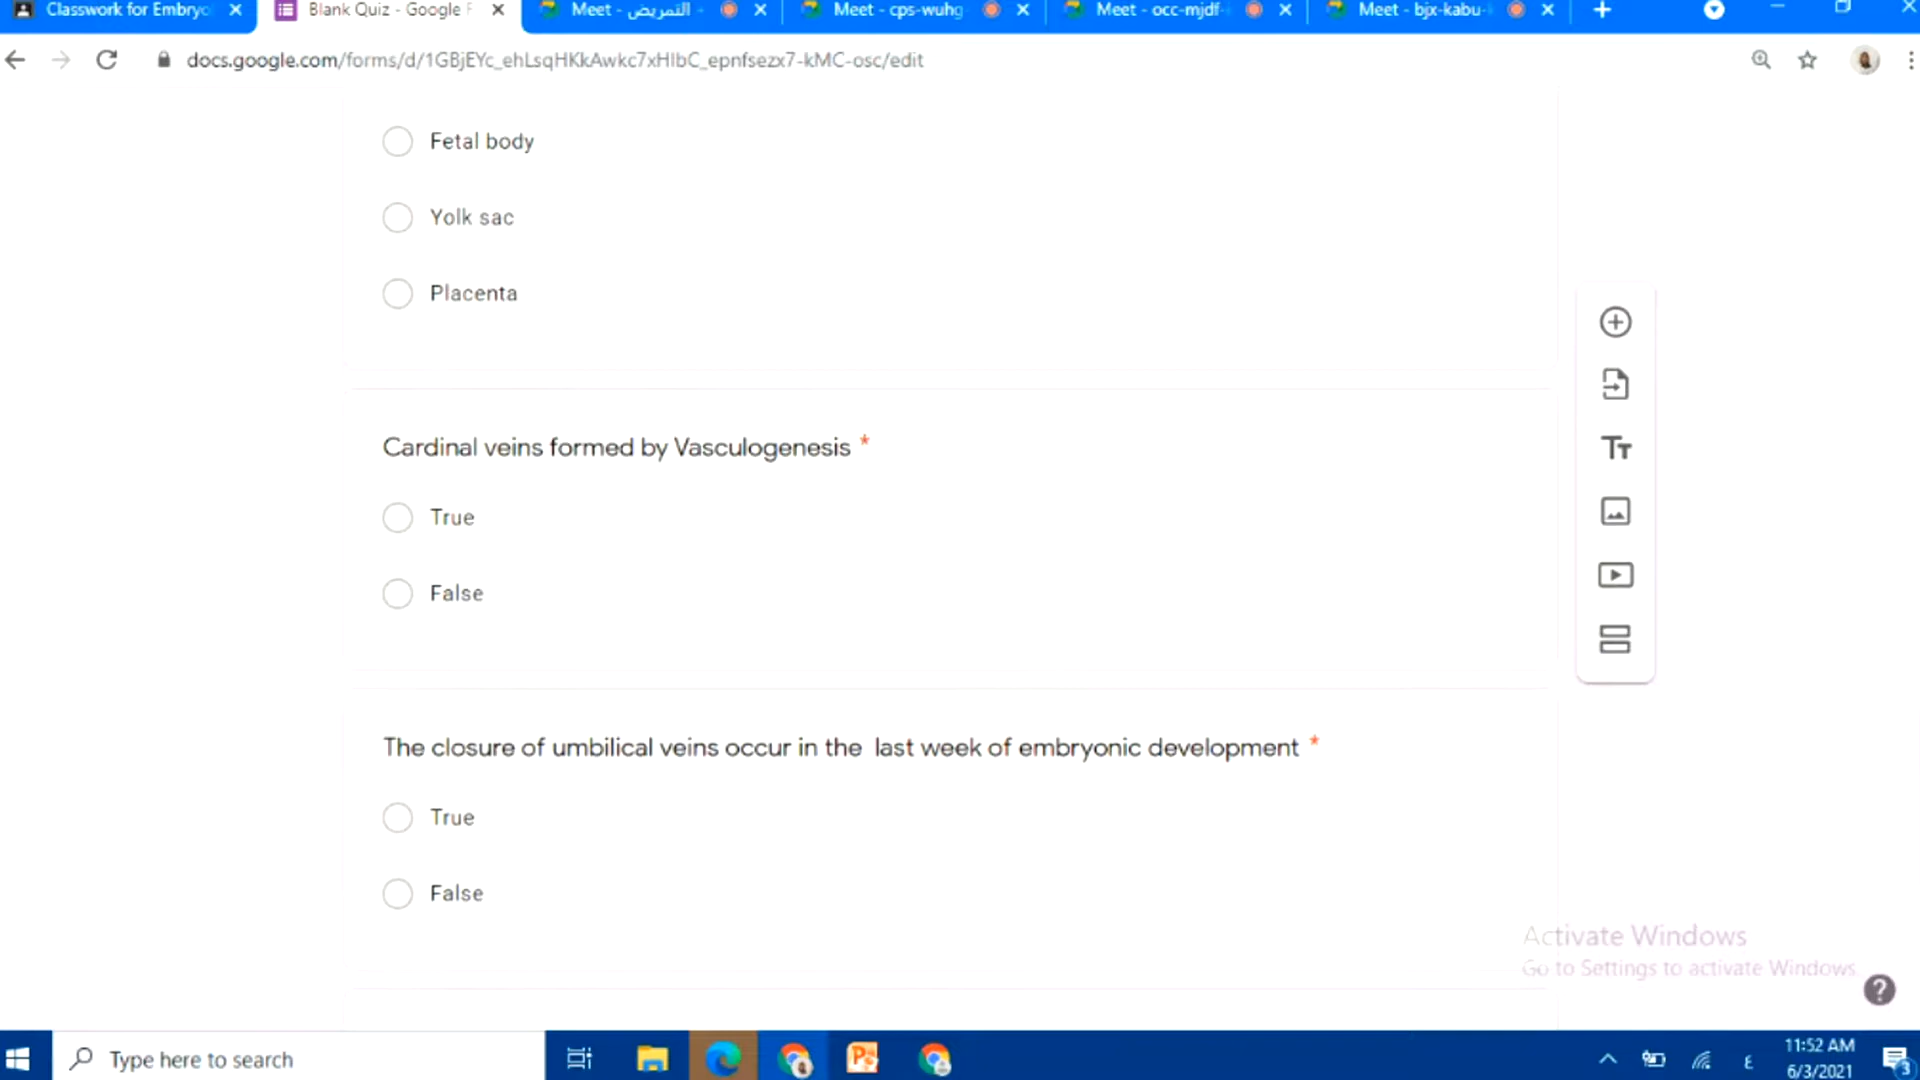 Classwork for Embryo
Blank Quiz - Google F
Meet - التمريض -
Meet - cps-wuhg
Meet - occ-mjdf-
Meet - bjx-kabu-
docs.google.com/forms/d/1GBjEYc_ehLsqHKkAwkc7xHIbC_epnfsezx7-kMC-osc/edit
Fetal body
Yolk sac
Placenta
Cardinal veins formed by Vasculogenesis *
True
False
The closure of umbilical veins occur in the last week of embryonic development *
True
False
Activate Windows
Go to Settings to activate Windows.
Type here to search
ع
11:52 AM
6/3/2021
3